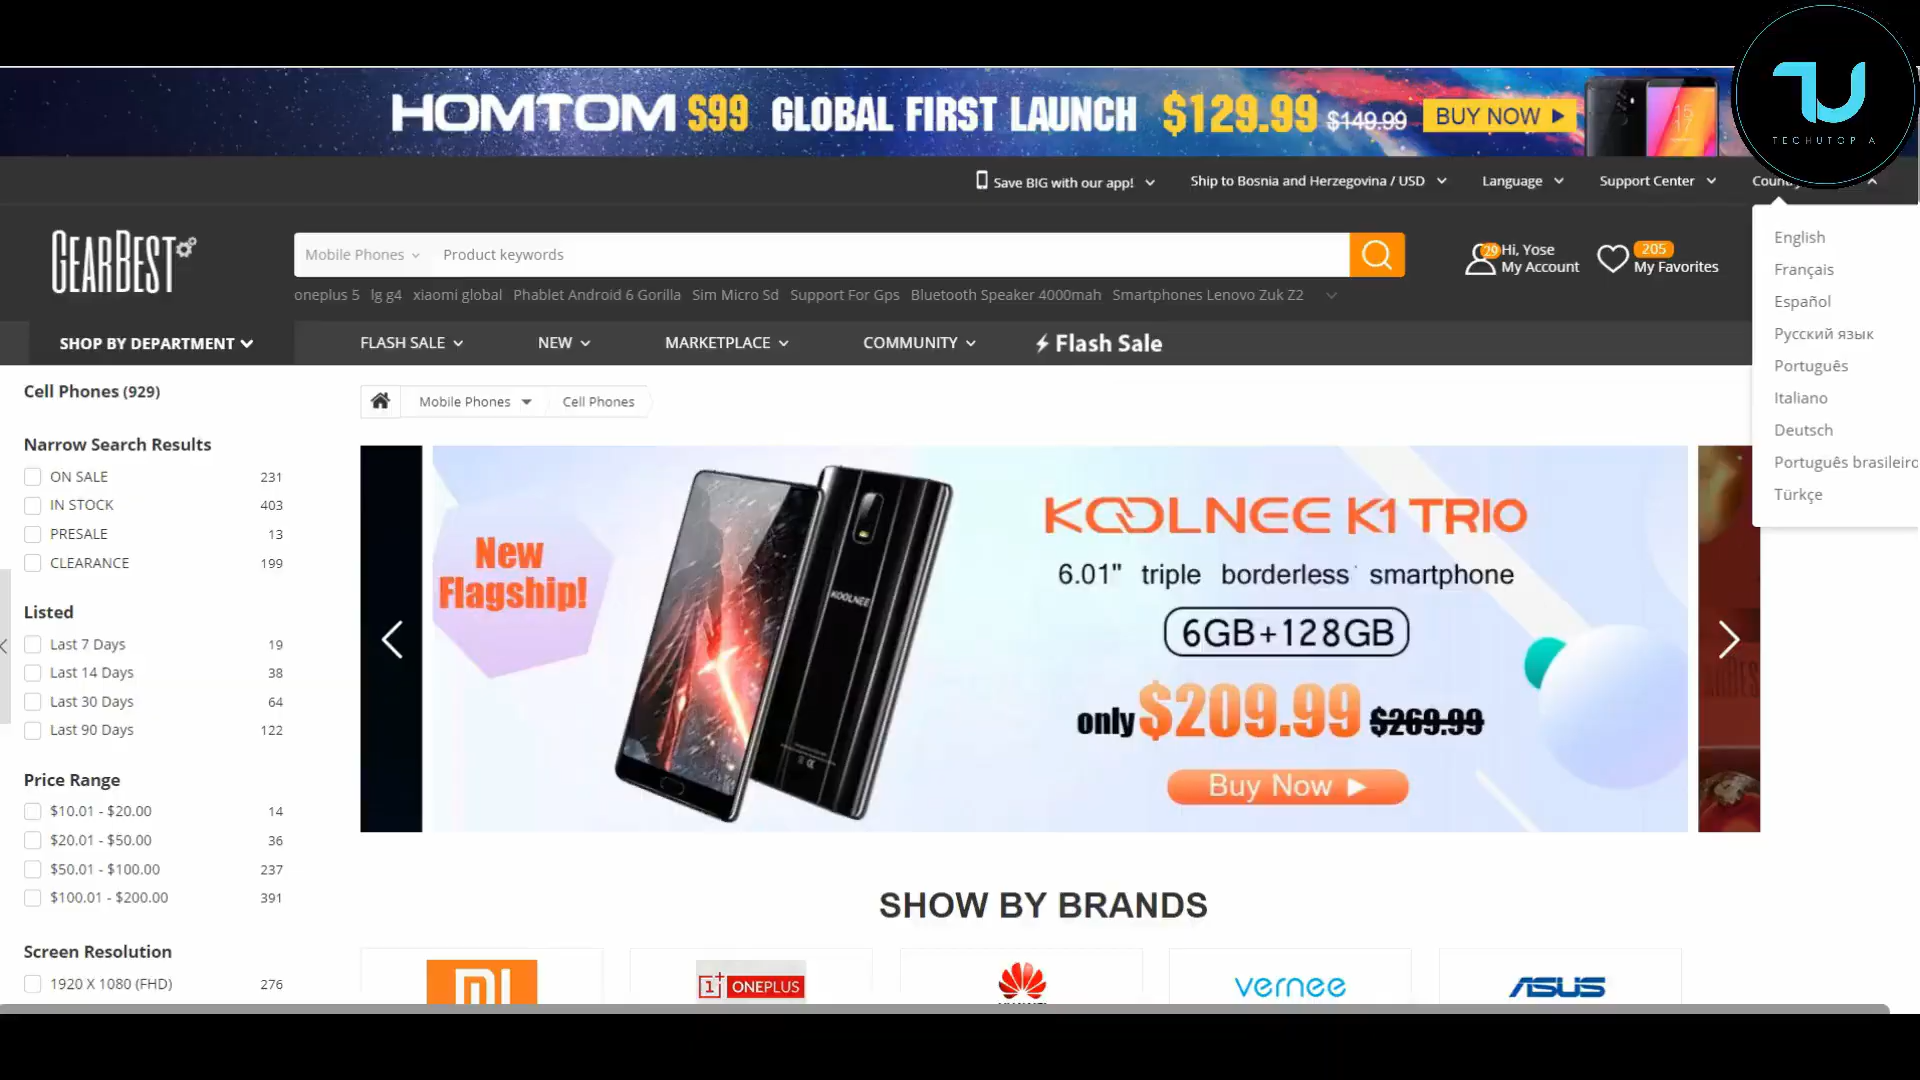 HOMTOM S99 GLOBAL FIRST LAUNCH $129.99 $149.99 BUY NOW
TU
TECHUTOPIA
Save BIG with our app!
Ship to Bosnia and Herzegovina / USD
Language
Support Center
GEARBEST
Mobile Phones
Product keywords
29
Hi, Yose
My Account
205
My Favorites
oneplus 5 lg g4 xiaomi global Phablet Android 6 Gorilla Sim Micro Sd Support For Gps Bluetooth Speaker 4000mah Smartphones Lenovo Zuk Z2
SHOP BY DEPARTMENT
FLASH SALE
NEW
MARKETPLACE
COMMUNITY
Flash Sale
English
Français
Español
Русский язык
Português
Italiano
Deutsch
Português brasileiro
Türkçe
Cell Phones (929)
Narrow Search Results
ON SALE 231
IN STOCK 403
PRESALE 13
CLEARANCE 199
Listed
Last 7 Days 19
Last 14 Days 38
Last 30 Days 64
Last 90 Days 122
Price Range
$10.01 - $20.00 14
$20.01 - $50.00 36
$50.01 - $100.00 237
$100.01 - $200.00 391
Screen Resolution
1920 X 1080 (FHD) 276
Mobile Phones
Cell Phones
New
Flagship!
KOOLNEE
KOOLNEE K1 TRIO
6.01" triple borderless smartphone
6GB+128GB
only $209.99 $269.99
Buy Now
SHOW BY BRANDS
MI
1+ ONEPLUS
vernee
ASUS